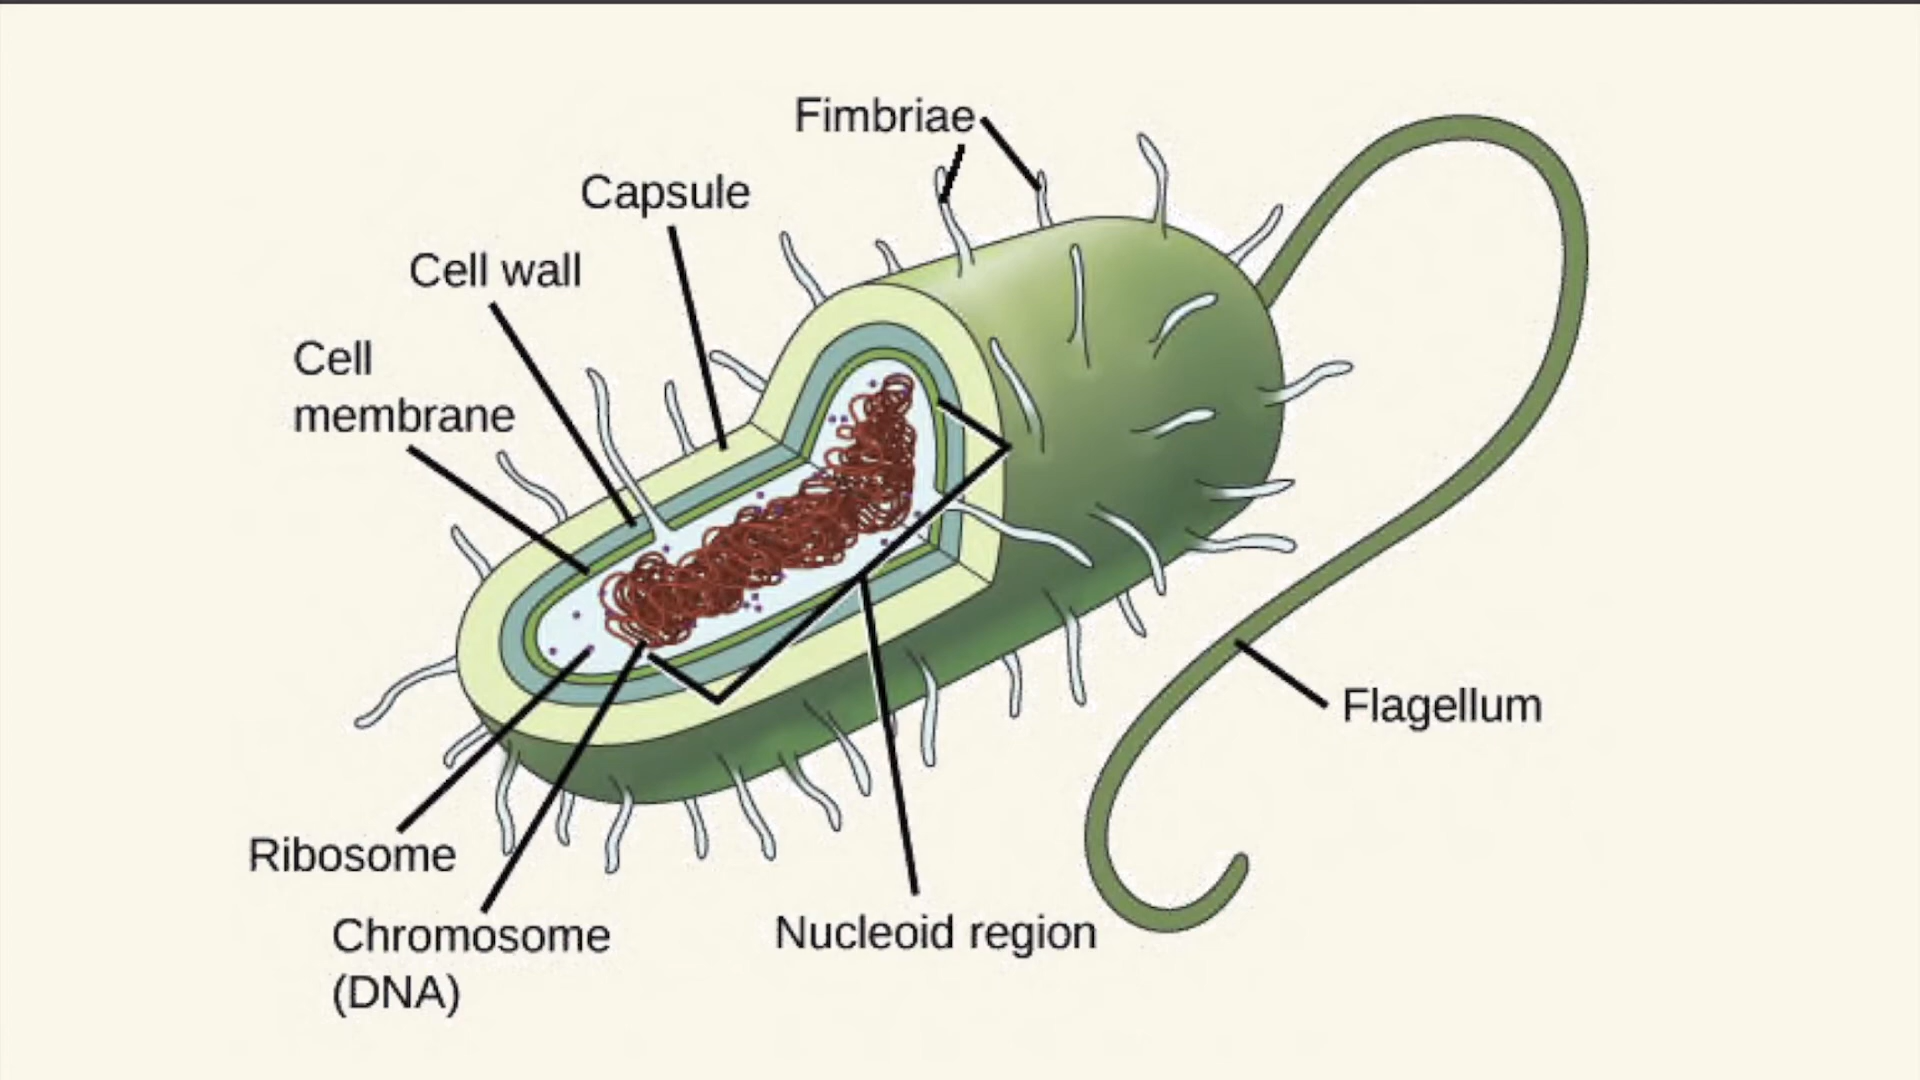 Fimbriae
Capsule
Cell wall
Cell
membrane
Flagellum
Ribosome
Chromosome
(DNA)
Nucleoid region